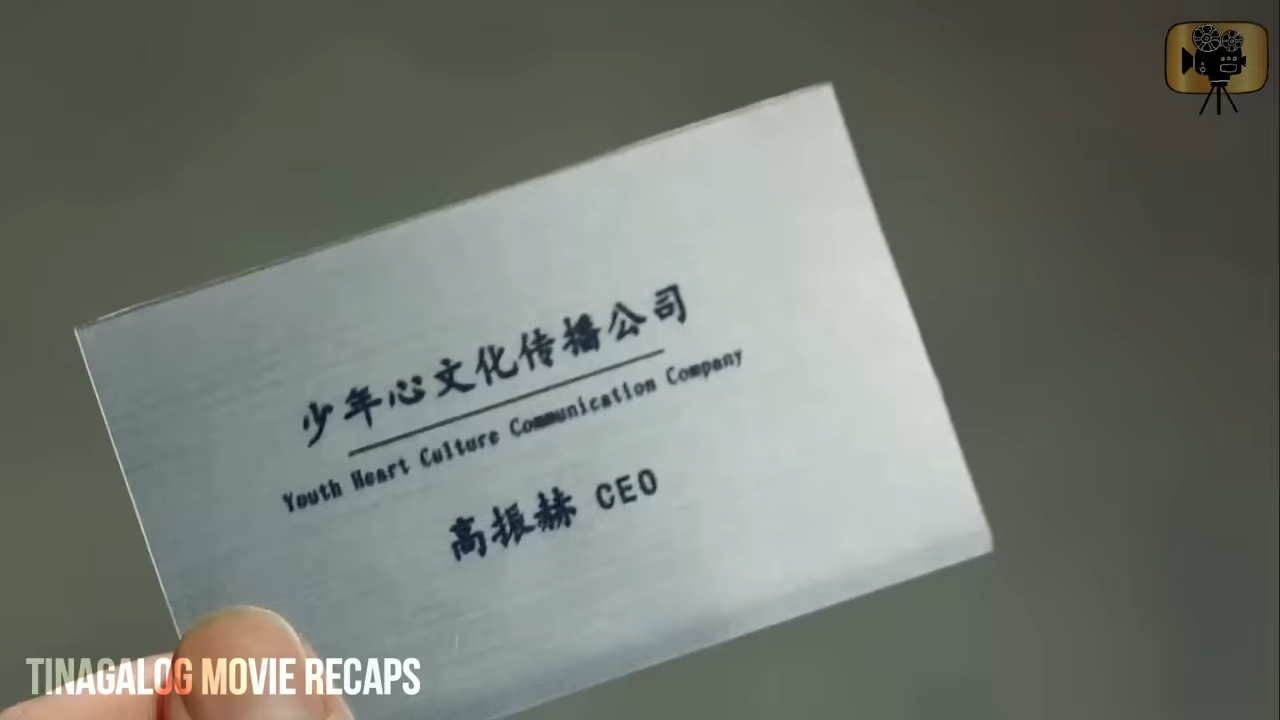 少年心文化传播公司
Youth Heart Culture Communication Company
高振赫 CEO
TINAGALOG MOVIE RECAPS